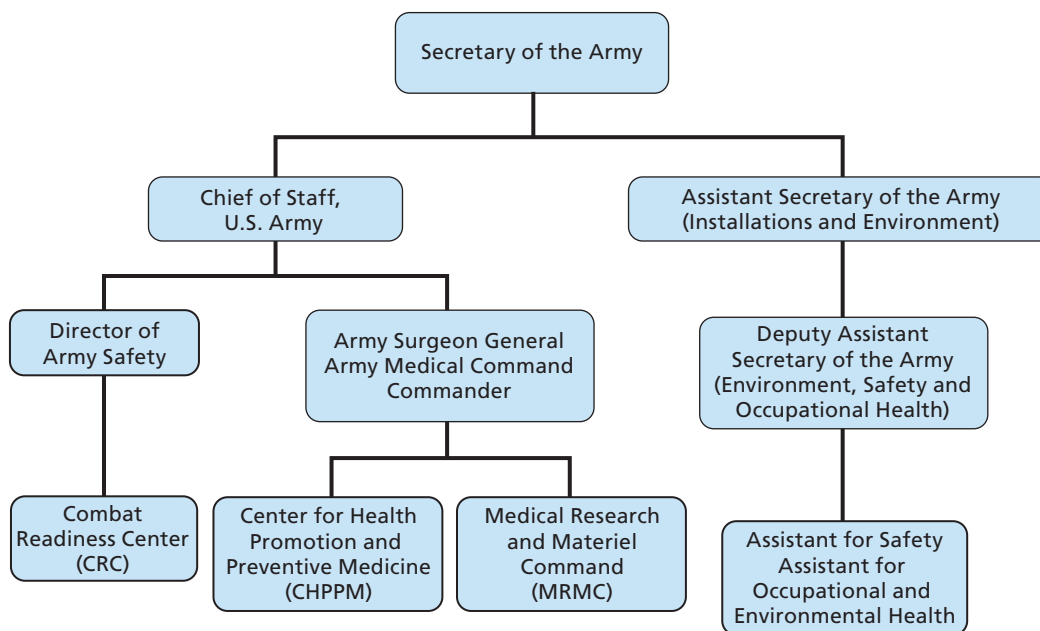 Secretary of the Army
Chief of Staff,
U.S. Army
Assistant Secretary of the Army
(Installations and Environment)
Director of
Army Safety
Army Surgeon General
Army Medical Command
Commander
Deputy Assistant
Secretary of the Army
(Environment, Safety and
Occupational Health)
Combat
Readiness Center
(CRC)
Center for Health
Promotion and
Preventive Medicine
(CHPPM)
Medical Research
and Materiel
Command
(MRMC)
Assistant for Safety
Assistant for
Occupational and
Environmental Health